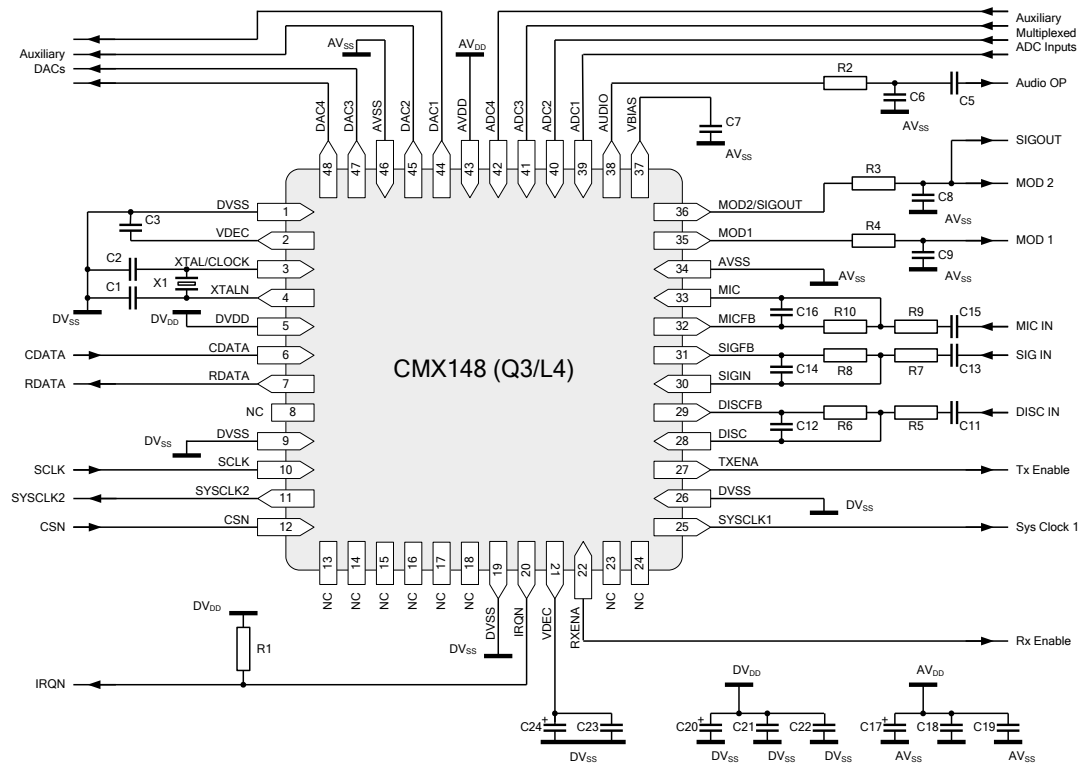 Auxiliary
DACs
AVSS
AVDD
Auxiliary
Multiplexed
ADC Inputs
R2
C6
C5
Audio OP
AVSS
C7
AVSS
DAC4
DAC3
AVSS
DAC2
DAC1
AVDD
ADC4
ADC3
ADC2
ADC1
AUDIO
VBIAS
48
47
46
45
44
43
42
41
40
39
38
37
SIGOUT
R3
C8
MOD 2
AVSS
R4
C9
MOD 1
AVSS
C3
DVSS
1
VDEC
2
C2
XTAL/CLOCK
3
X1
C1
XTALN
4
DVSS
DVDD
DVDD
5
CDATA
CDATA
6
RDATA
RDATA
7
NC
8
DVSS
DVSS
9
SCLK
SCLK
10
SYSCLK2
SYSCLK2
11
CSN
CSN
12
CMX148 (Q3/L4)
36
MOD2/SIGOUT
35
MOD1
34
AVSS
AVSS
33
MIC
C16
R10
R9
C15
32
MICFB
MIC IN
31
SIGFB
C14
R8
R7
C13
SIG IN
30
SIGIN
29
DISCFB
C12
R6
R5
C11
DISC IN
28
DISC
27
TXENA
Tx Enable
26
DVSS
DVSS
25
SYSCLK1
Sys Clock 1
13
14
15
16
17
18
19
20
21
22
23
24
NC
NC
NC
NC
NC
NC
DVSS
IRQN
VDEC
RXENA
NC
NC
DVDD
R1
IRQN
DVSS
Rx Enable
C24
+
C23
DVSS
DVDD
C20
+
C21
C22
DVSS
DVSS
DVSS
AVDD
C17
+
C18
C19
AVSS
AVSS